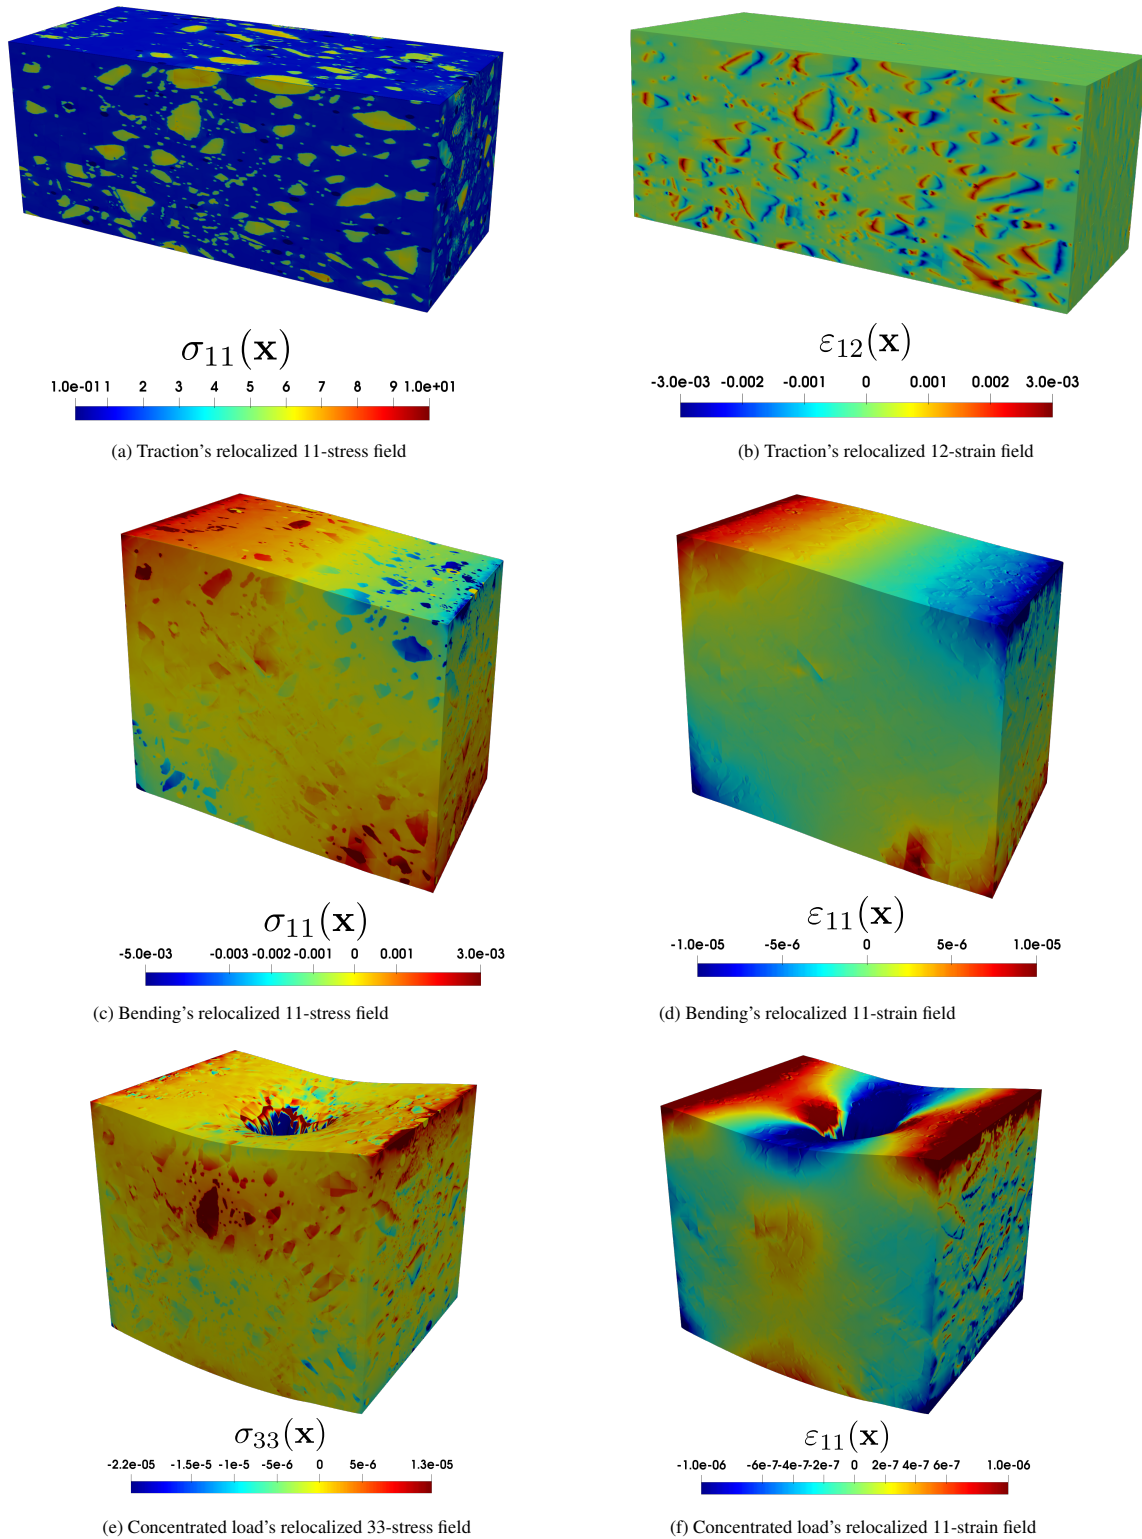 σ₁₁(x) ε₁₂(x)
1.0e-01 1 2 3 4 5 6 7 8 9 1.0e+01 -3.0e-03 -0.002 -0.001 0 0.001 0.002 3.0e-03
(a) Traction's relocalized 11-stress field (b) Traction's relocalized 12-strain field
σ₁₁(x) ε₁₁(x)
-5.0e-03 -0.003 -0.002 -0.001 0 0.001 3.0e-03 -1.0e-05 -5e-6 0 5e-6 1.0e-05
(c) Bending's relocalized 11-stress field (d) Bending's relocalized 11-strain field
σ₃₃(x) ε₁₁(x)
-2.2e-05 -1.5e-5 -1e-5 -5e-6 0 5e-6 1.3e-05 -1.0e-06 -6e-7 -4e-7 -2e-7 0 2e-7 4e-7 6e-7 1.0e-06
(e) Concentrated load's relocalized 33-stress field (f) Concentrated load's relocalized 11-strain field